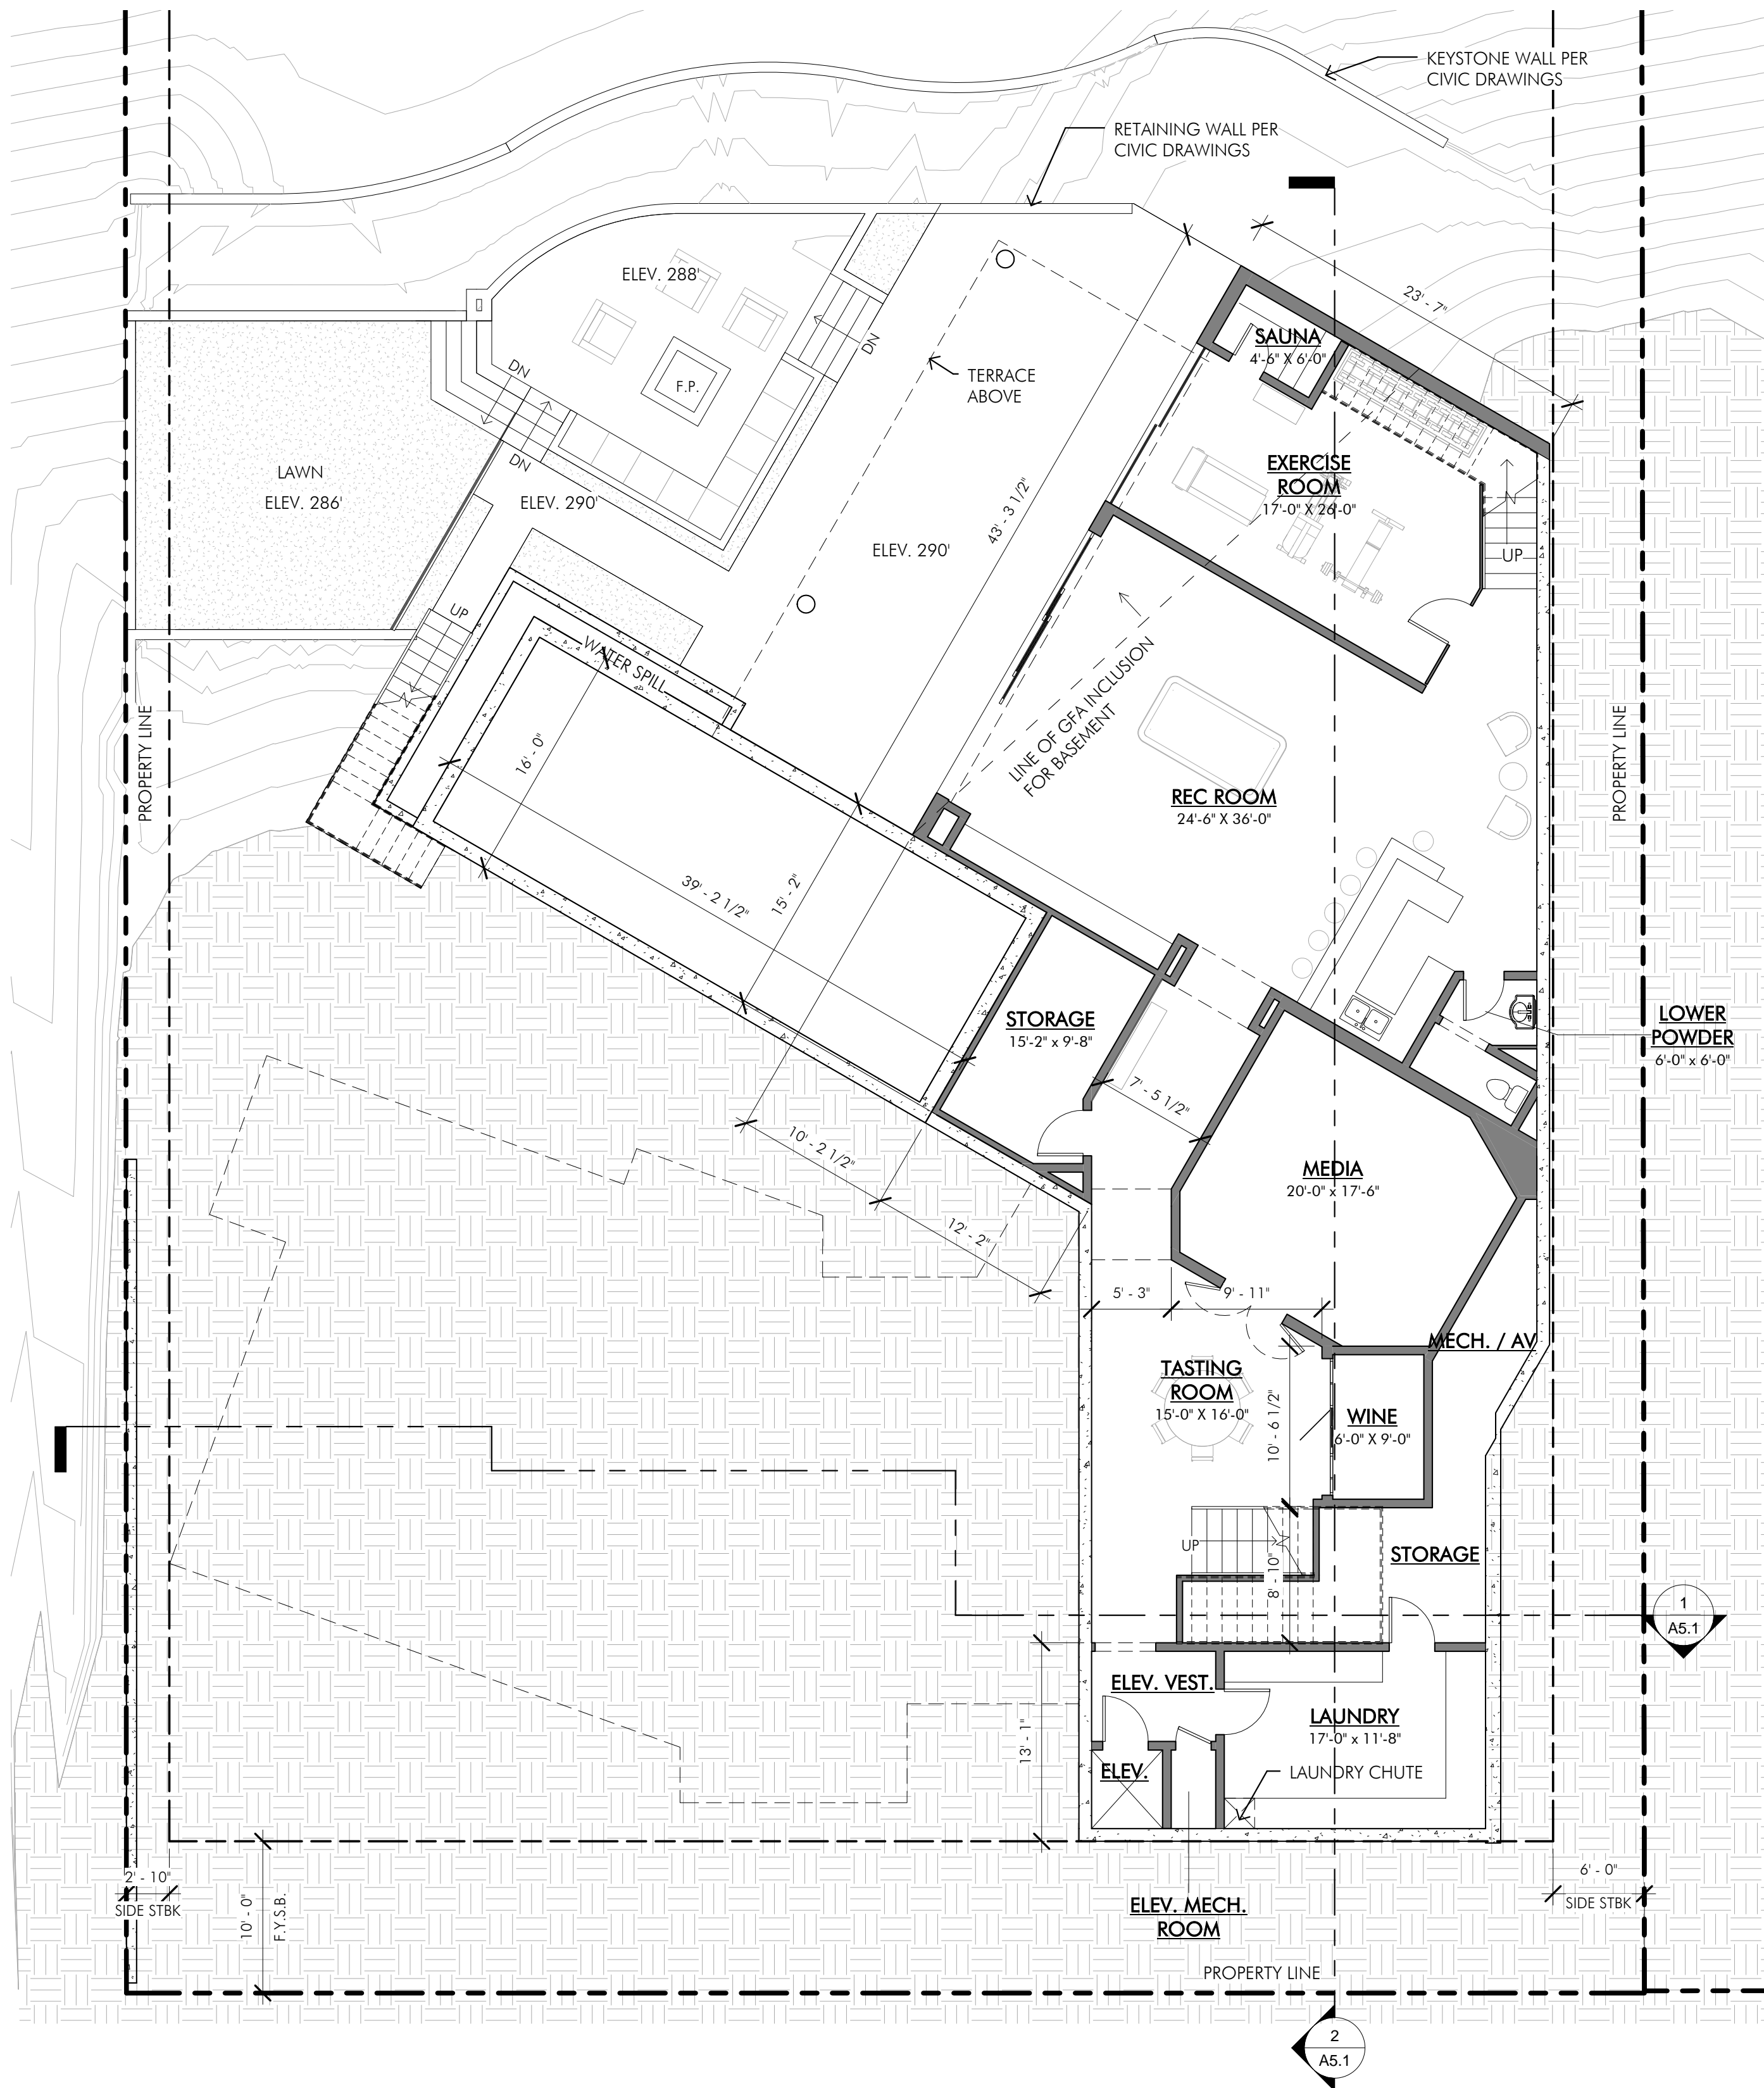 KEYSTONE WALL PER
CIVIC DRAWINGS
RETAINING WALL PER
CIVIC DRAWINGS
ELEV. 288'
23' - 7"
SAUNA
4'-6" X 6'-0"
DN
DN
F.P.
TERRACE
ABOVE
LAWN
ELEV. 286'
DN
ELEV. 290'
EXERCISE
ROOM
17'-0" X 26'-0"
43' - 3 1/2"
ELEV. 290'
UP
UP
WATER SPILL
LINE OF GFA INCLUSION
FOR BASEMENT
PROPERTY LINE
PROPERTY LINE
16' - 0"
REC ROOM
24'-6" X 36'-0"
39' - 2 1/2"
15' - 2"
STORAGE
15'-2" x 9'-8"
LOWER
POWDER
6'-0" x 6'-0"
7' - 5 1/2"
10' - 2 1/2"
MEDIA
20'-0" x 17'-6"
12' - 2"
5' - 3"
9' - 11"
MECH. / AV
TASTING
ROOM
15'-0" X 16'-0"
10' - 6 1/2"
WINE
6'-0" X 9'-0"
UP
8' - 10"
STORAGE
1
A5.1
ELEV. VEST.
LAUNDRY
17'-0" x 11'-8"
13' - 1"
ELEV.
LAUNDRY CHUTE
2' - 10"
SIDE STBK
10' - 0"
F.Y.S.B.
6' - 0"
SIDE STBK
ELEV. MECH.
ROOM
PROPERTY LINE
2
A5.1